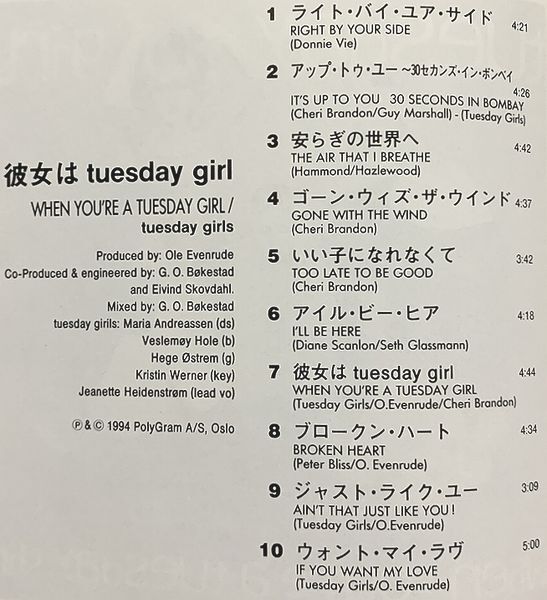 彼女は tuesday girl
WHEN YOU'RE A TUESDAY GIRL /
tuesday girls
Produced by: Ole Evenrude
Co-Produced & engineered by: G. O. Bøkestad
and Eivind Skovdahl.
Mixed by: G. O. Bøkestad
tuesday girils: Maria Andreassen (ds)
Veslemøy Hole (b)
Hege Østrem (g)
Kristin Werner (key)
Jeanette Heidenstrøm (lead vo)
℗ & © 1994 PolyGram A/S, Oslo
1 ライト・バイ・ユア・サイド 4:21
RIGHT BY YOUR SIDE
(Donnie Vie)
2 アップ・トゥ・ユー ~30セカンズ・イン・ボンベイ
4:26
IT'S UP TO YOU 30 SECONDS IN BOMBAY
(Cheri Brandon/Guy Marshall) - (Tuesday Girls)
3 安らぎの世界へ 4:42
THE AIR THAT I BREATHE
(Hammond/Hazlewood)
4 ゴーン・ウィズ・ザ・ウインド 4:37
GONE WITH THE WIND
(Cheri Brandon)
5 いい子になれなくて 3:42
TOO LATE TO BE GOOD
(Cheri Brandon)
6 アイル・ビー・ヒア 4:18
I'LL BE HERE
(Diane Scanlon/Seth Glassmann)
7 彼女は tuesday girl 4:44
WHEN YOU'RE A TUESDAY GIRL
(Tuesday Girls/O.Evenrude/Cheri Brandon)
8 ブロークン・ハート 4:34
BROKEN HEART
(Peter Bliss/O. Evenrude)
9 ジャスト・ライク・ユー 3:09
AIN'T THAT JUST LIKE YOU !
(Tuesday Girls/O.Evenrude)
10 ウォント・マイ・ラヴ 5:00
IF YOU WANT MY LOVE
(Tuesday Girls/O. Evenrude)